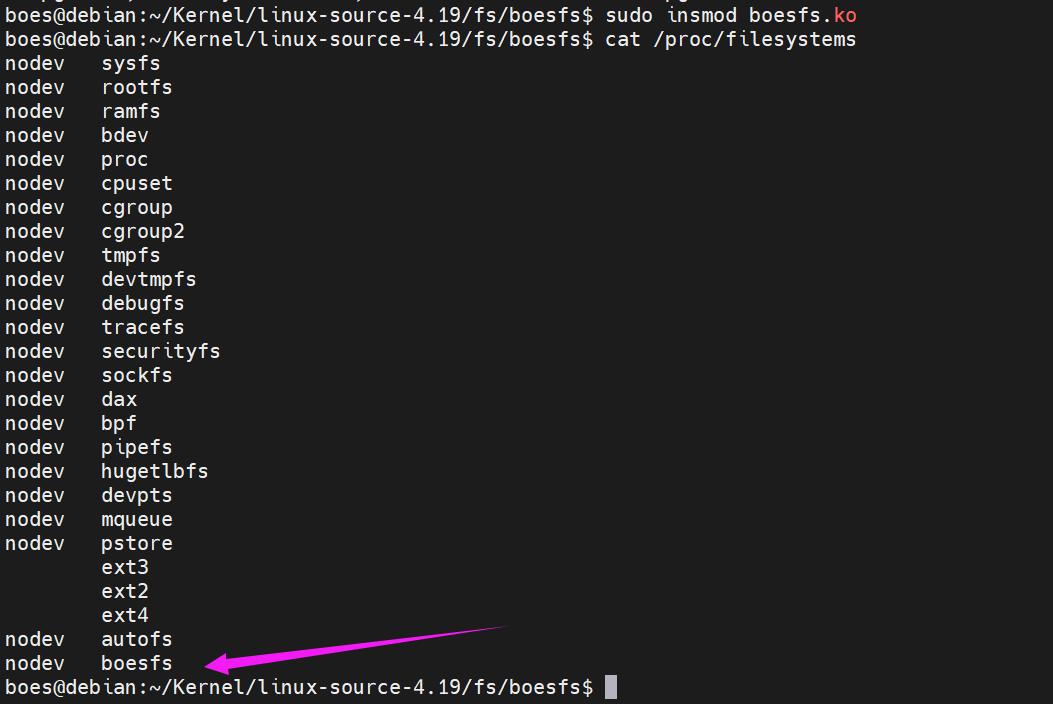 boes@debian:~/Kernel/linux-source-4.19/fs/boesfs$ sudo insmod boesfs.ko
boes@debian:~/Kernel/linux-source-4.19/fs/boesfs$ cat /proc/filesystems
nodev   sysfs
nodev   rootfs
nodev   ramfs
nodev   bdev
nodev   proc
nodev   cpuset
nodev   cgroup
nodev   cgroup2
nodev   tmpfs
nodev   devtmpfs
nodev   debugfs
nodev   tracefs
nodev   securityfs
nodev   sockfs
nodev   dax
nodev   bpf
nodev   pipefs
nodev   hugetlbfs
nodev   devpts
nodev   mqueue
nodev   pstore
        ext3
        ext2
        ext4
nodev   autofs
nodev   boesfs
boes@debian:~/Kernel/linux-source-4.19/fs/boesfs$